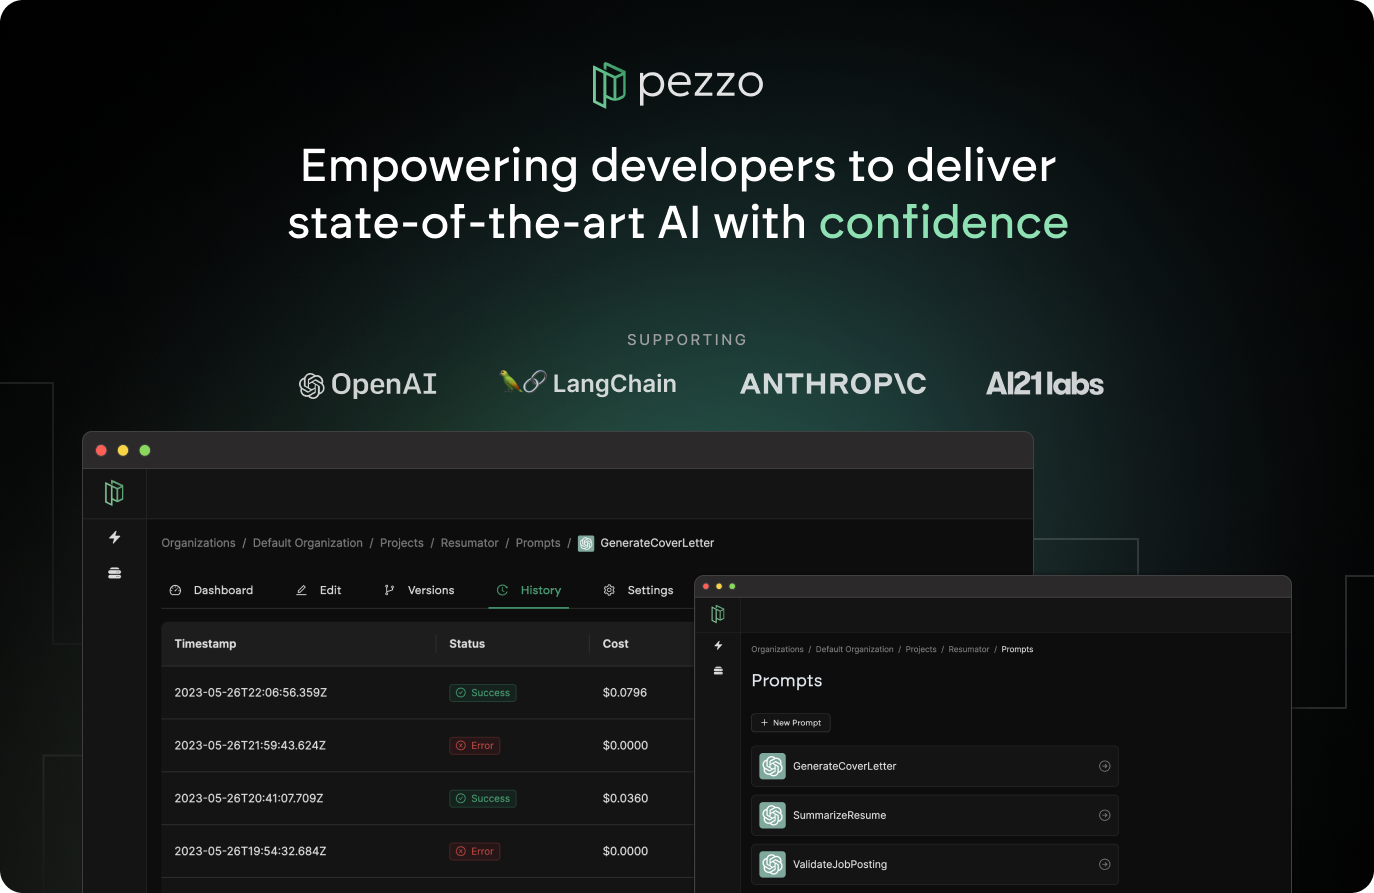 pezzo
Empowering developers to deliver
state-of-the-art AI with confidence
SUPPORTING
OpenAI LangChain ANTHROP\C AI21labs
Organizations / Default Organization / Projects / Resumator / Prompts / GenerateCoverLetter
Dashboard Edit Versions History Settings
Timestamp Status Cost
2023-05-26T22:06:56.359Z Success $0.0796
2023-05-26T21:59:43.624Z Error $0.0000
2023-05-26T20:41:07.709Z Success $0.0360
2023-05-26T19:54:32.684Z Error $0.0000
Organizations / Default Organization / Projects / Resumator / Prompts
Prompts
+ New Prompt
GenerateCoverLetter
SummarizeResume
ValidateJobPosting